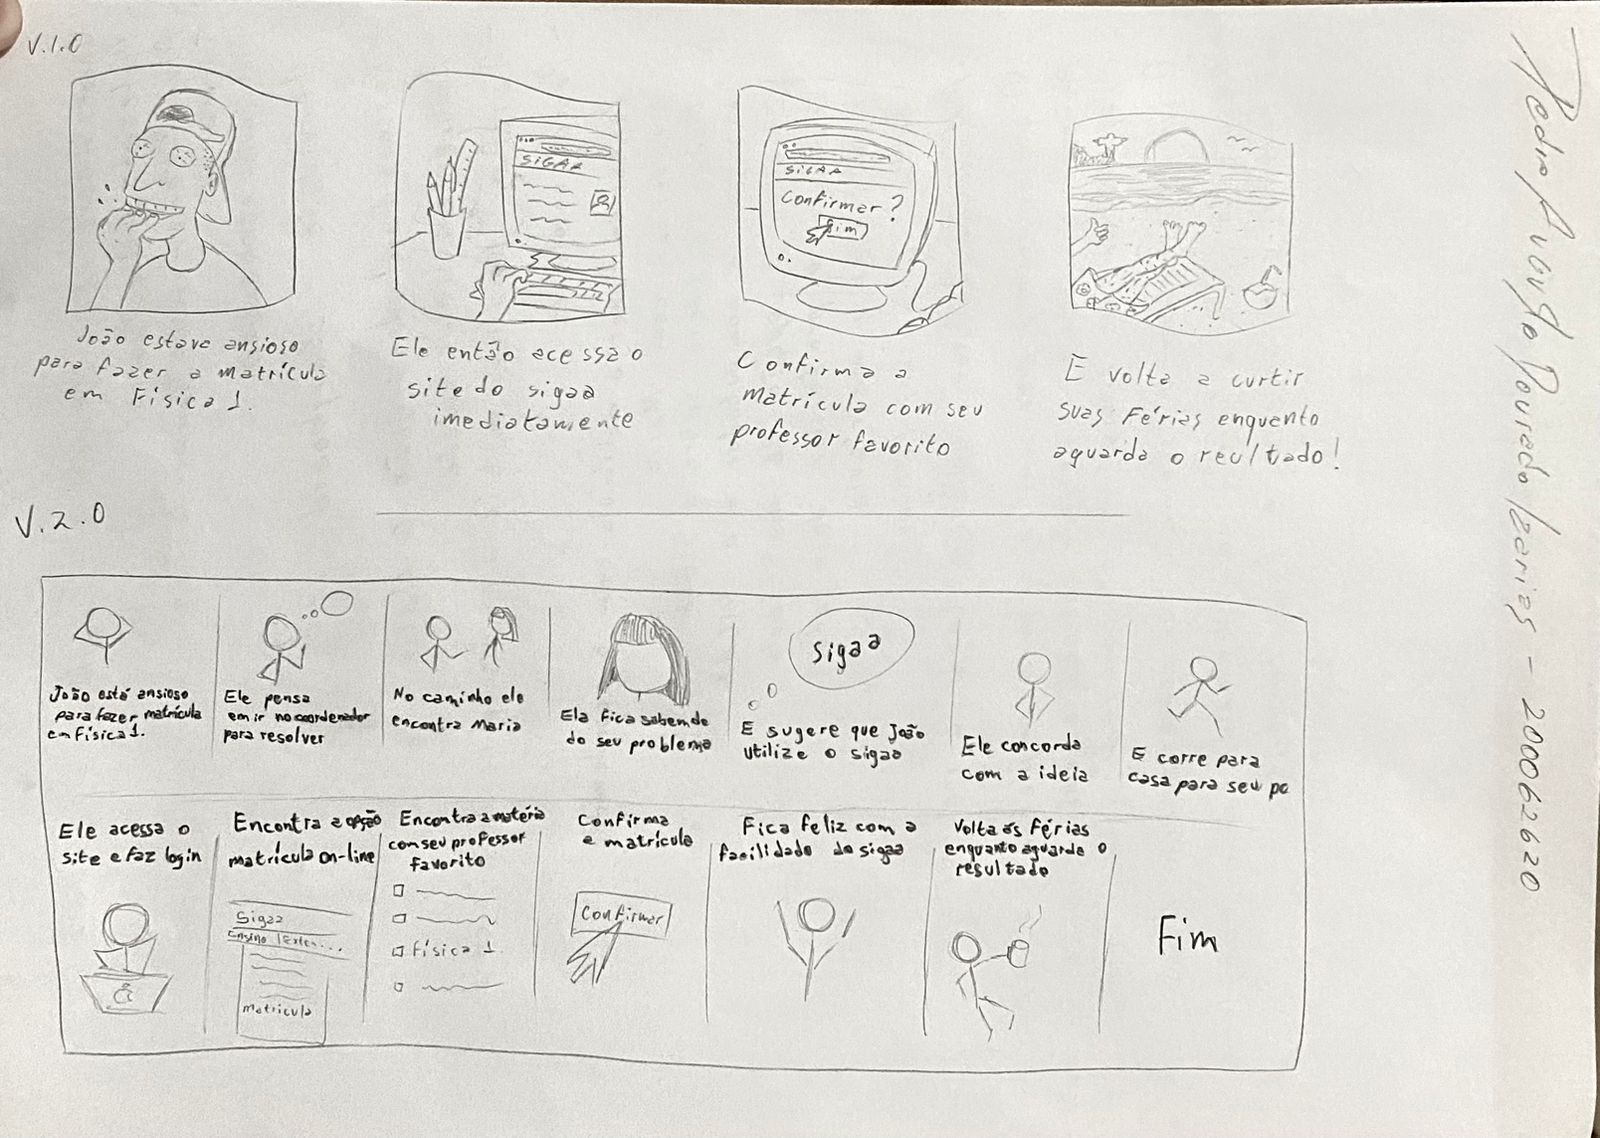 V.1.0
SIGAA
SIGAA
Confirmar?
Sim
João estava ansioso
para fazer a matrícula
em Física 1.
Ele então acessa o
site do sigaa
imediatamente
Confirma a
matrícula com seu
professor favorito
E volta a curtir
suas Férias enquanto
aguarda o reultado!
V.2.0
João está ansioso
para fazer matrícula
em Física 1.
Ele pensa
em ir no coordenador
para resolver
No caminho ele
encontra Maria
Ela fica sabende
do seu problema
sigaa
E sugere que João
utilize o sigaa
Ele concorda
com a ideia
E corre para
casa para seu pc
Ele acessa o
site e faz login
Encontra a opção
matrícula on-line
Sigaa
Ensino
matrícula
Encontra a matéria
com seu professor
favorito
Física 1
Confirma
a matrícula
Confirmar
Fica feliz com a
facilidade do sigaa
Volta ás férias
enquanto aguarda o
resultado
Fim
Pedro Augusto Dourado - 200062620